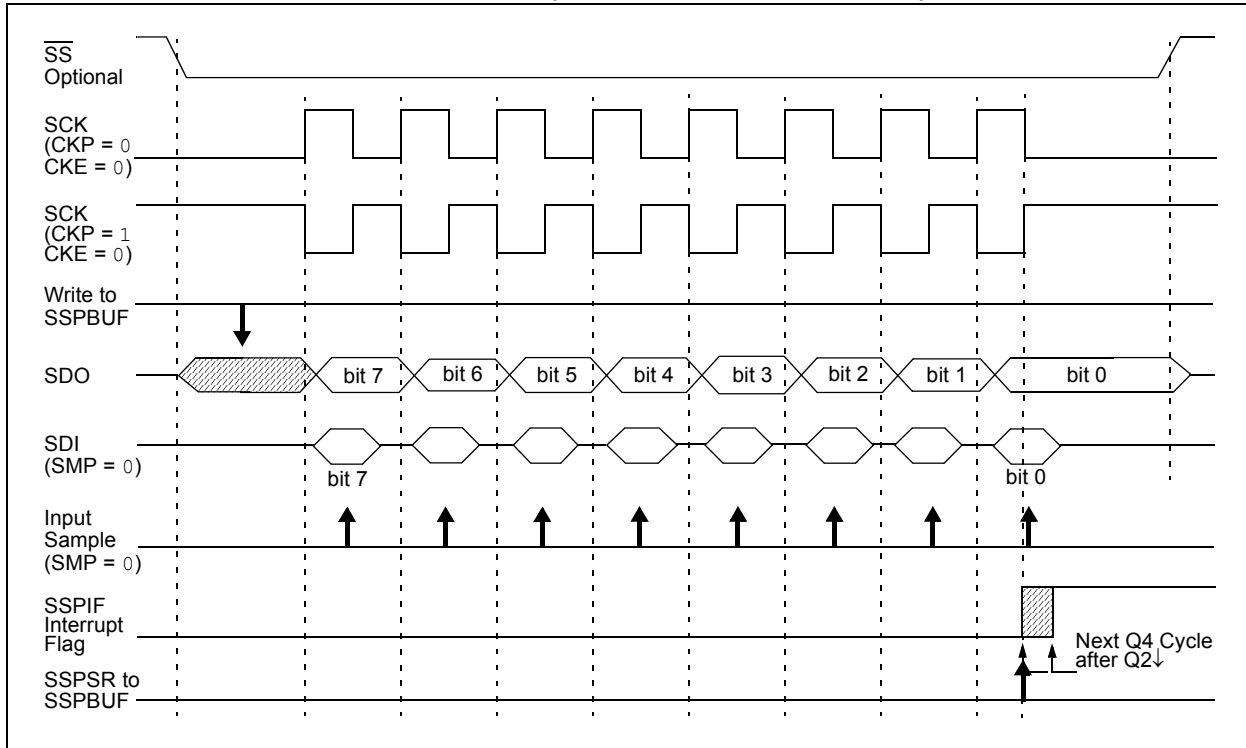 SS
Optional
SCK
(CKP = 0
CKE = 0)
SCK
(CKP = 1
CKE = 0)
Write to
SSPBUF
SDO
bit 7 bit 6 bit 5 bit 4 bit 3 bit 2 bit 1 bit 0
SDI
(SMP = 0)
bit 7 bit 0
Input
Sample
(SMP = 0)
SSPIF
Interrupt
Flag
Next Q4 Cycle
after Q2↓
SSPSR to
SSPBUF